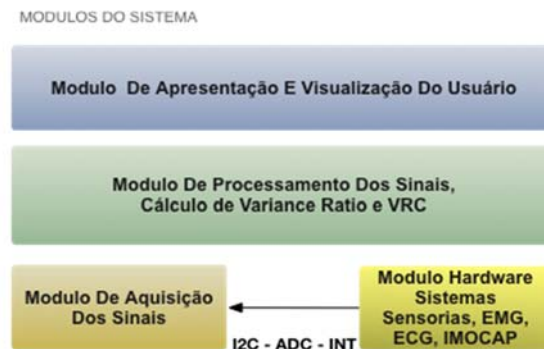 MODULOS DO SISTEMA
Modulo De Apresentação E Visualização Do Usuário
Modulo De Processamento Dos Sinais,
Cálculo de Variance Ratio e VRC
Modulo De Aquisição
Dos Sinais
I2C - ADC - INT
Modulo Hardware
Sistemas
Sensorias, EMG,
ECG, IMOCAP